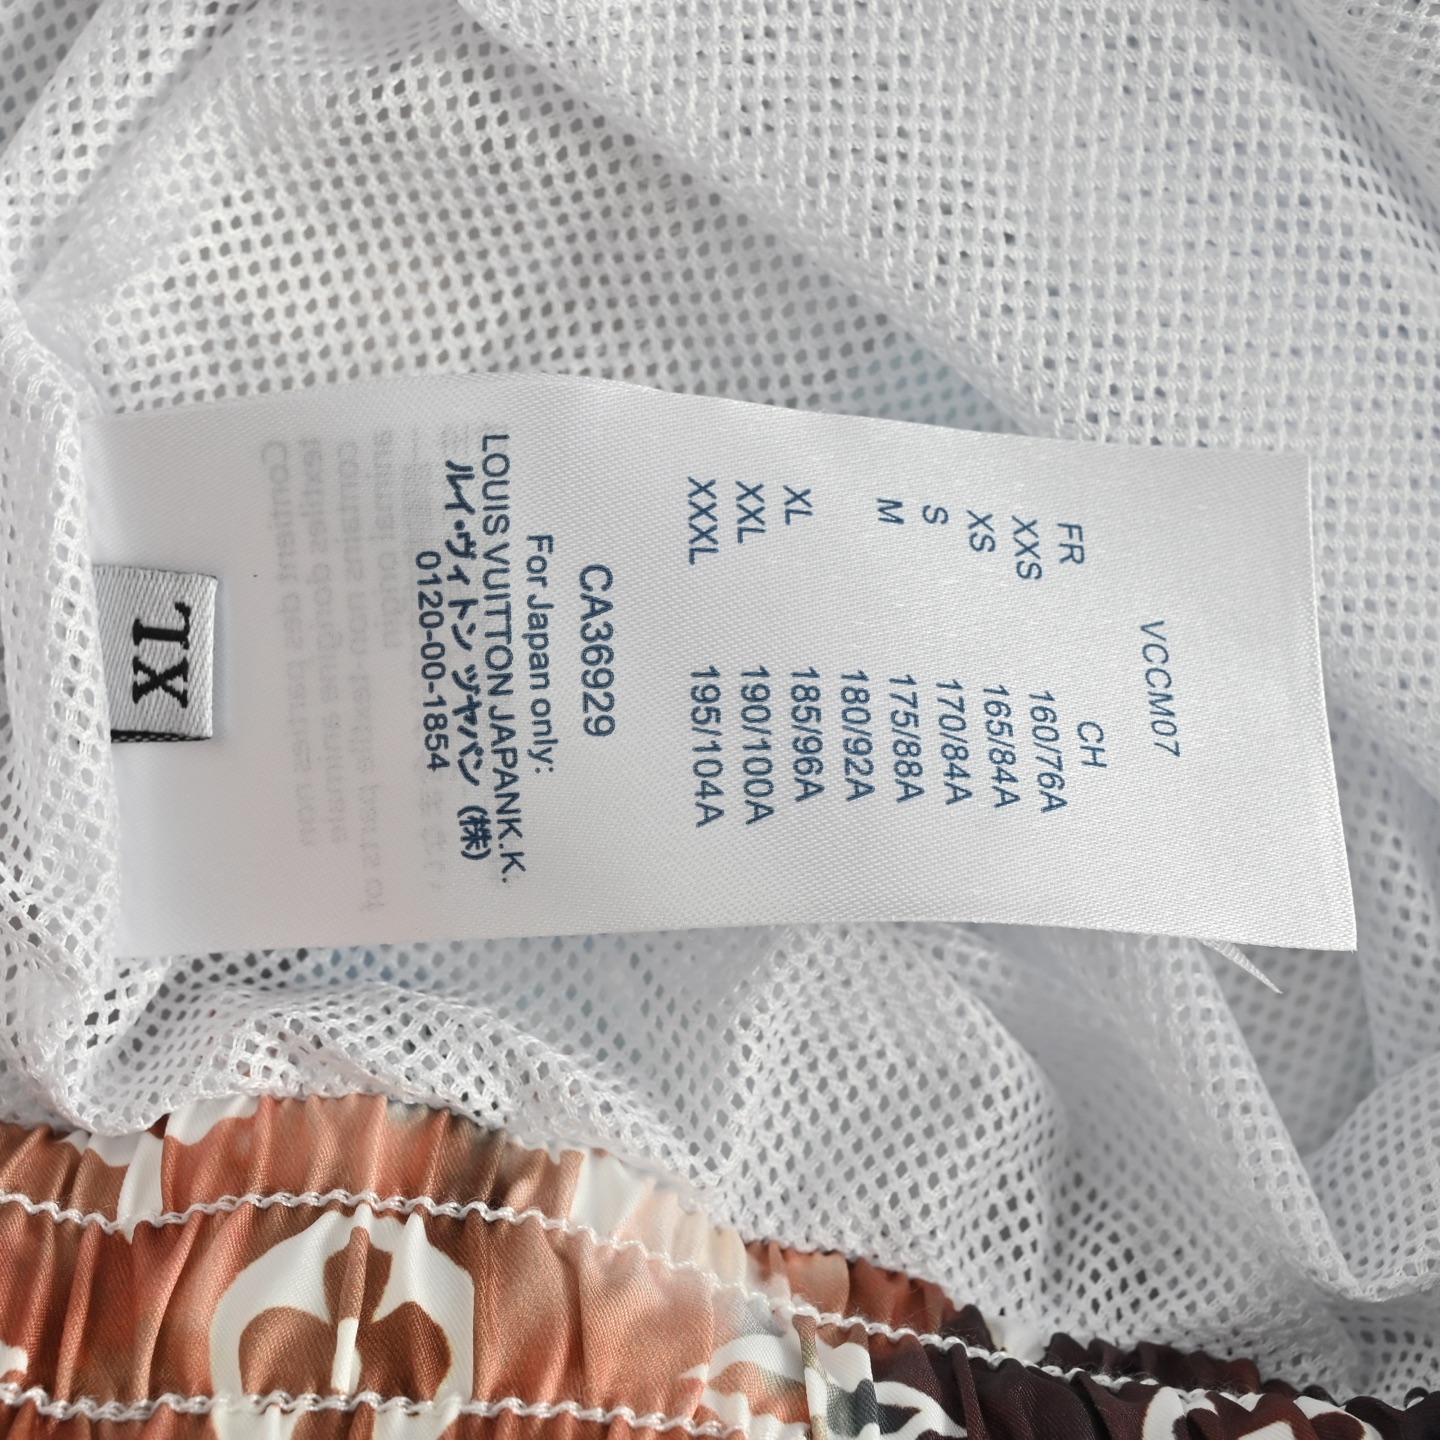 VCCM07
FR CH
XXS 160/76A
XS 165/84A
S 170/84A
M 175/88A
180/92A
XL 185/96A
XXL 190/100A
XXXL 195/104A
CA36929
For Japan only:
LOUIS VUITTON JAPAN K.K.
ルイ・ヴィトン ジャパン (株)
0120-00-1854
XL